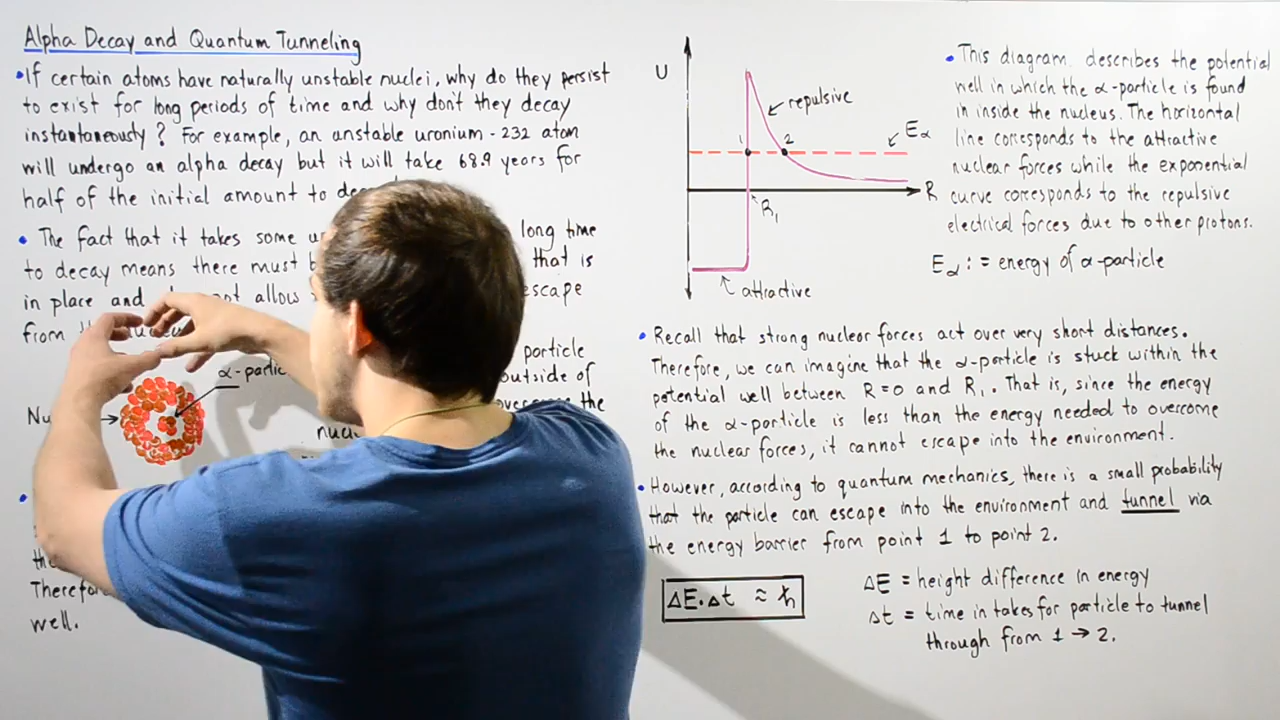 Alpha Decay and Quantum Tunneling
•If certain atoms have naturally unstable nuclei, why do they persist
to exist for long periods of time and why don't they decay
instantaneously? For example, an unstable uranium-232 atom
will undergo an alpha decay but it will take 68.9 years for
half of the initial amount to
• The fact that it takes some long time
to decay means there must that is
in place and not allow
from
particle
α-partic
outside of
the
Therefor
well.
U
repulsive
1
2
Eα
R
R₁
attractive
• This diagram describes the potential
well in which the α-particle is found
in inside the nucleus. The horizontal
line corresponds to the attractive
nuclear forces while the exponential
curve corresponds to the repulsive
electrical forces due to other protons.
Eα := energy of α-particle
• Recall that strong nuclear forces act over very short distances.
Therefore, we can imagine that the α-particle is stuck within the
potential well between R=0 and R₁. That is, since the energy
of the α-particle is less than the energy needed to overcome
the nuclear forces, it cannot escape into the environment.
• However, according to quantum mechanics, there is a small probability
that the particle can escape into the environment and tunnel via
the energy barrier from point 1 to point 2.
ΔE·Δt ≈ ħ
ΔE = height difference in energy
Δt = time in takes for particle to tunnel
through from 1 → 2.